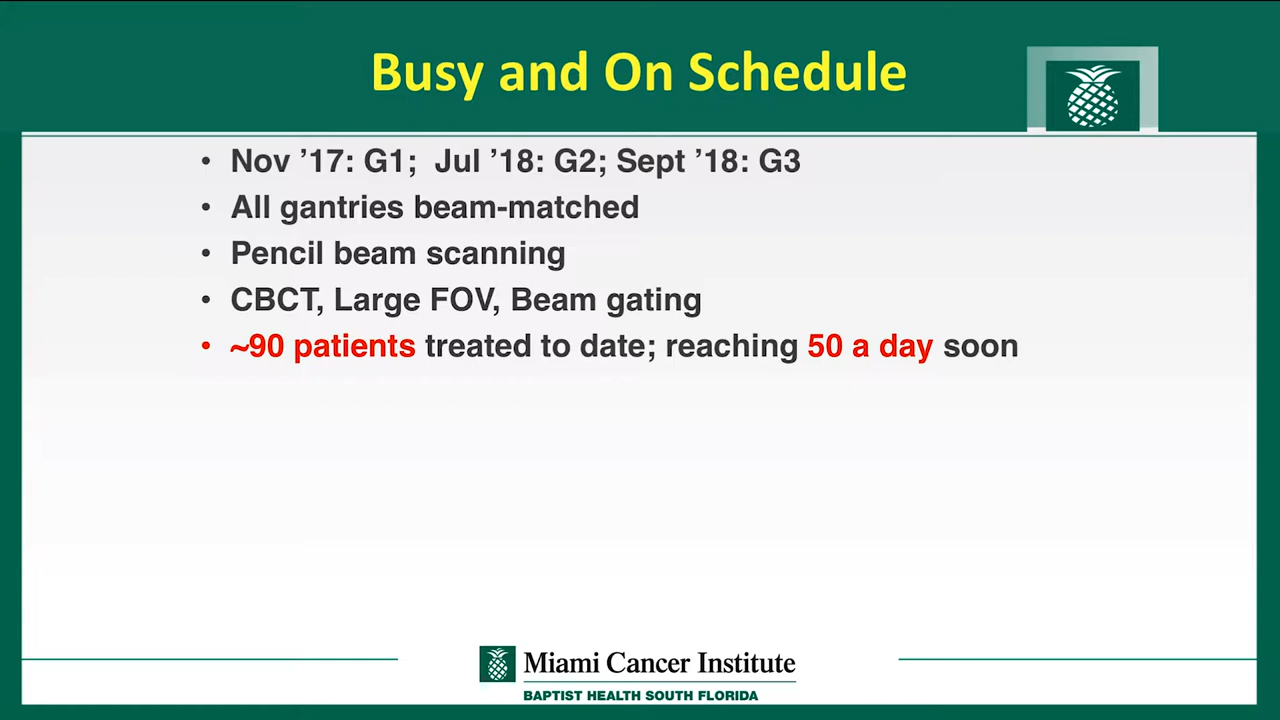 Busy and On Schedule
• Nov ’17: G1;  Jul ’18: G2; Sept ’18: G3
• All gantries beam-matched
• Pencil beam scanning
• CBCT, Large FOV, Beam gating
• ~90 patients treated to date; reaching 50 a day soon
Miami Cancer Institute
BAPTIST HEALTH SOUTH FLORIDA